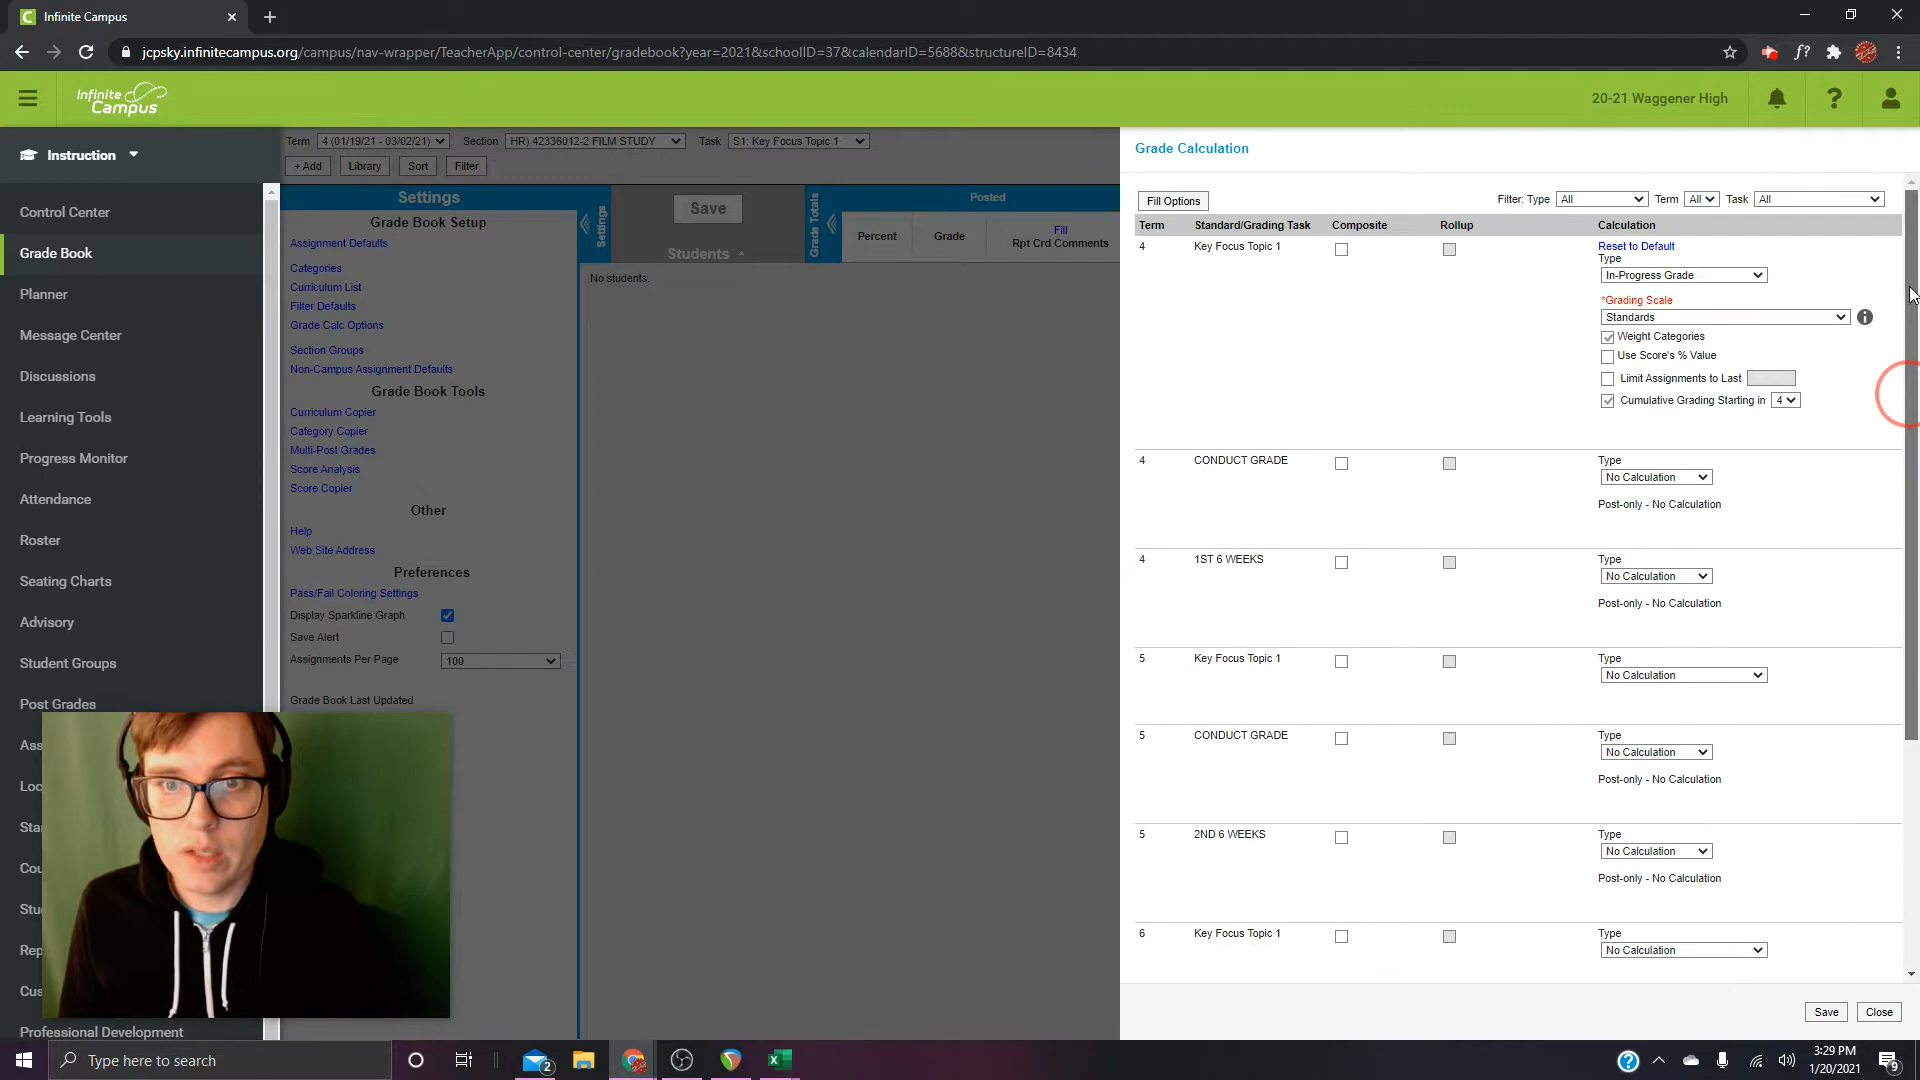 Infinite Campus
jcpsky.infinitecampus.org/campus/nav-wrapper/TeacherApp/control-center/gradebook?year=2021&schoolID=37&calendarID=5688&structureID=8434
Infinite Campus
20-21 Waggener High
Instruction
Control Center
Grade Book
Planner
Message Center
Discussions
Learning Tools
Progress Monitor
Attendance
Roster
Seating Charts
Advisory
Student Groups
Post Grades
Ass
Loc
Sta
Cou
Stu
Rep
Cus
Professional Development
Term 4 (01/19/21 - 03/02/21) Section HR) 42336012-2 FILM STUDY Task S1: Key Focus Topic 1
+ Add Library Sort Filter
Settings
Grade Book Setup
Assignment Defaults
Categories
Curriculum List
Filter Defaults
Grade Calc Options
Section Groups
Non-Campus Assignment Defaults
Grade Book Tools
Curriculum Copier
Category Copier
Multi-Post Grades
Score Analysis
Score Copier
Other
Help
Web Site Address
Preferences
Pass/Fail Coloring Settings
Display Sparkline Graph
Save Alert
Assignments Per Page 100
Grade Book Last Updated
Settings
Save
Students
No students.
Grade Totals
Posted
Percent Grade Fill
Rpt Crd Comments
Grade Calculation
Fill Options Filter: Type All Term All Task All
Term Standard/Grading Task Composite Rollup Calculation
4 Key Focus Topic 1 Reset to Default
Type
In-Progress Grade
*Grading Scale
Standards
Weight Categories
Use Score's % Value
Limit Assignments to Last
Cumulative Grading Starting in 4
4 CONDUCT GRADE Type
No Calculation
Post-only - No Calculation
4 1ST 6 WEEKS Type
No Calculation
Post-only - No Calculation
5 Key Focus Topic 1 Type
No Calculation
5 CONDUCT GRADE Type
No Calculation
Post-only - No Calculation
5 2ND 6 WEEKS Type
No Calculation
Post-only - No Calculation
6 Key Focus Topic 1 Type
No Calculation
Save Close
Type here to search
2
3:29 PM
1/20/2021
9